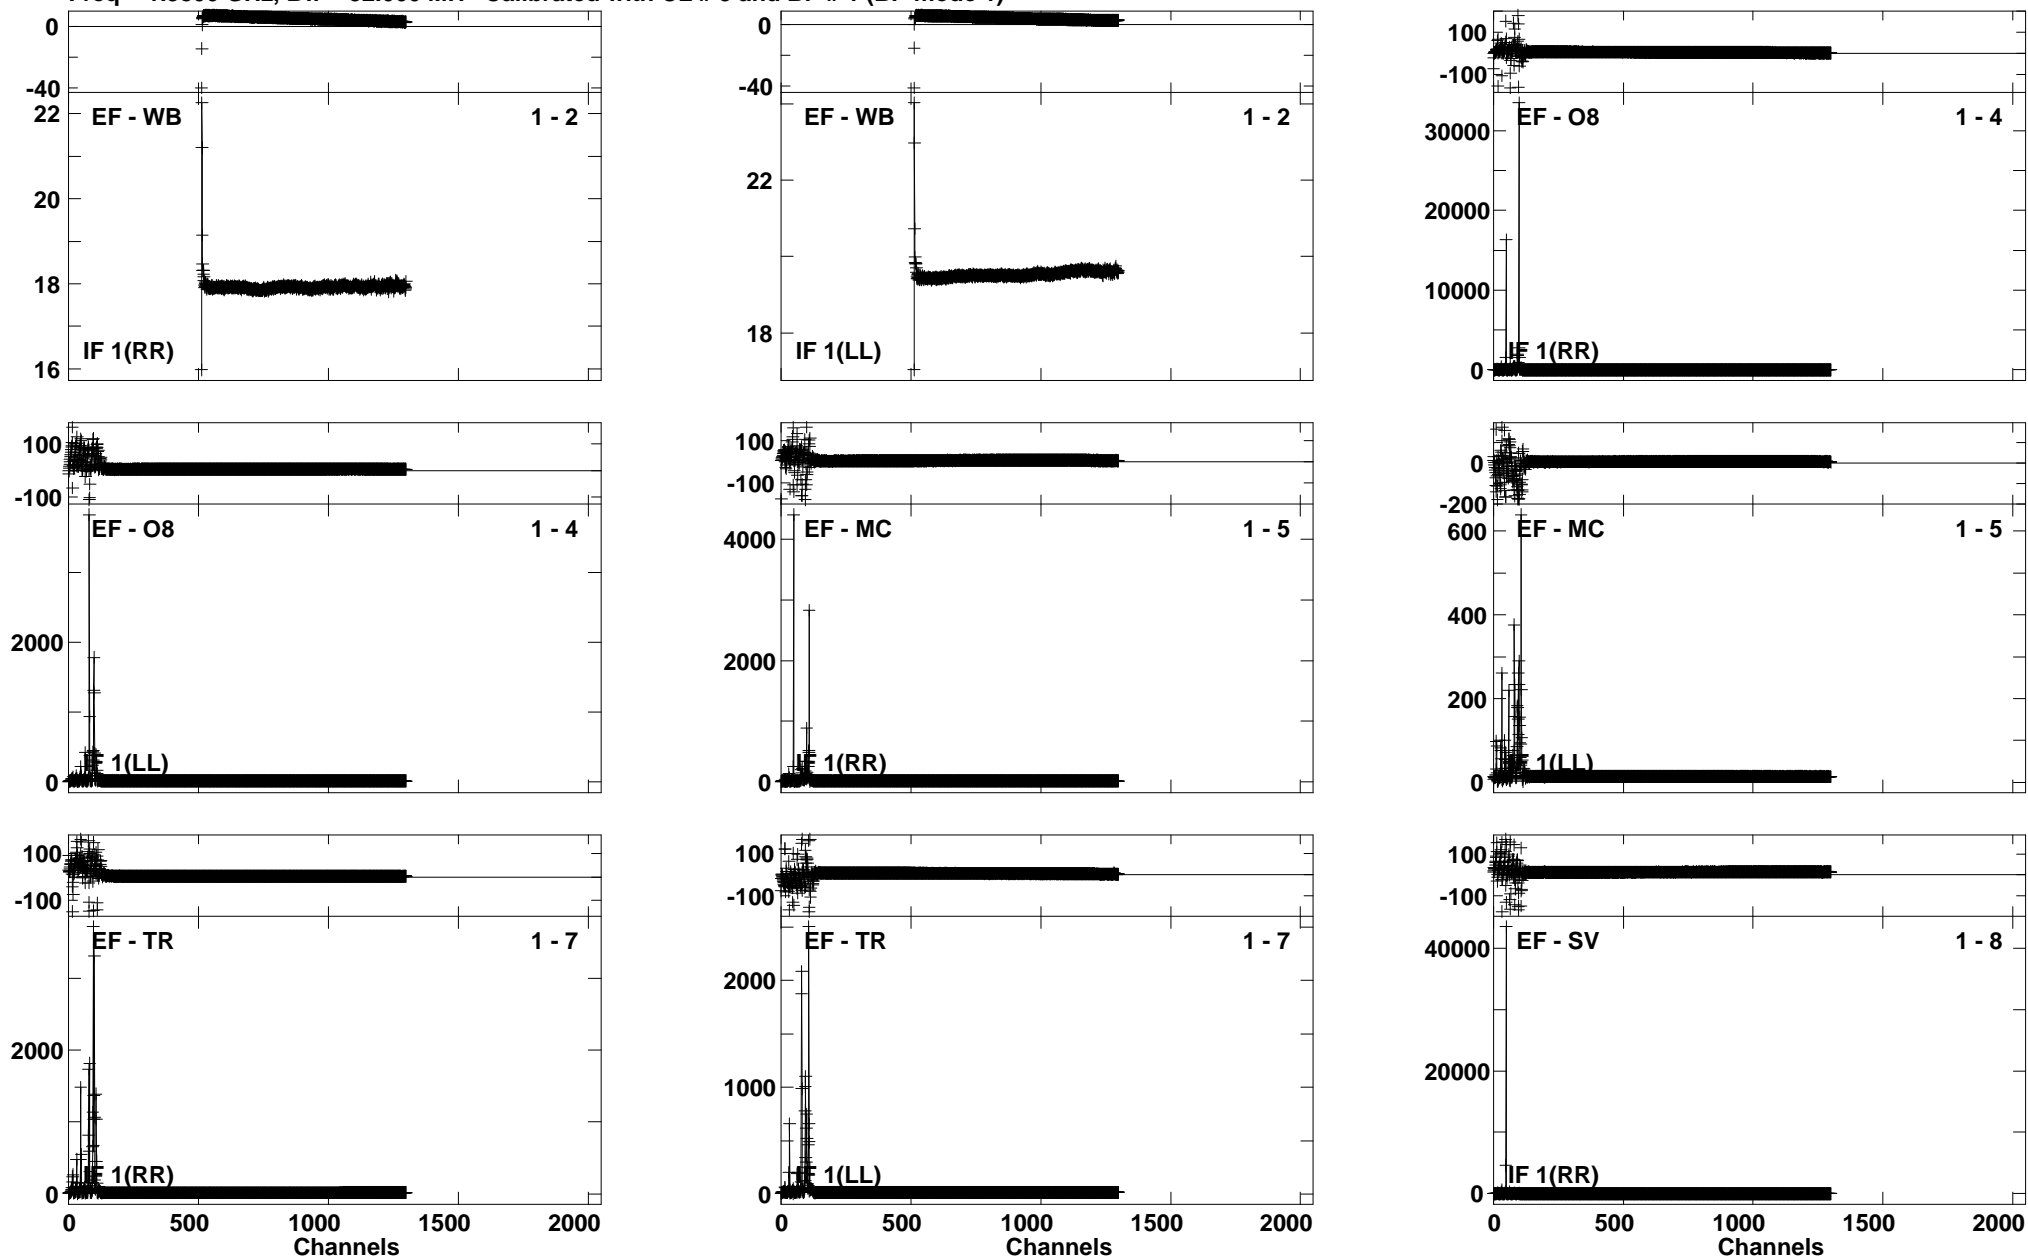 Calibrated with
0
-40
EF - WB
1 - 2
22
20
18
16
IF 1(RR)
0
-40
EF - WB
1 - 2
22
18
IF 1(LL)
100
-100
EF - O8
1 - 4
30000
20000
10000
0
IF 1(RR)
100
-100
EF - O8
1 - 4
2000
0
IF 1(LL)
100
-100
EF - MC
1 - 5
4000
2000
0
IF 1(RR)
0
-200
EF - MC
1 - 5
600
400
200
0
IF 1(LL)
100
-100
EF - TR
1 - 7
2000
0
IF 1(RR)
0 500 1000 1500 2000
Channels
100
-100
EF - TR
1 - 7
2000
1000
0
IF 1(LL)
0 500 1000 1500 2000
Channels
100
-100
EF - SV
1 - 8
40000
20000
0
IF 1(RR)
0 500 1000 1500 2000
Channels